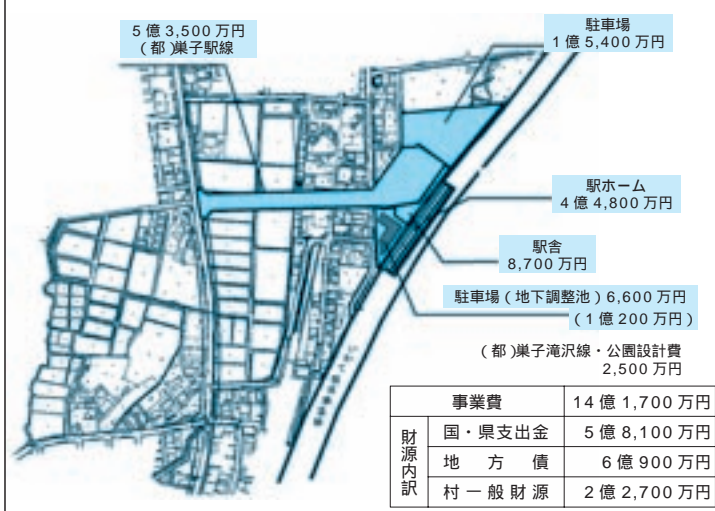 5億3,500万円
(都)巣子駅線
駐車場
1億5,400万円
駅ホーム
4億4,800万円
駅舎
8,700万円
駐車場(地下調整池)6,600万円
(1億200万円)
(都)巣子滝沢線・公園設計費
2,500万円
事業費 14億1,700万円
財源内訳
国・県支出金 5億8,100万円
地方債 6億900万円
村一般財源 2億2,700万円